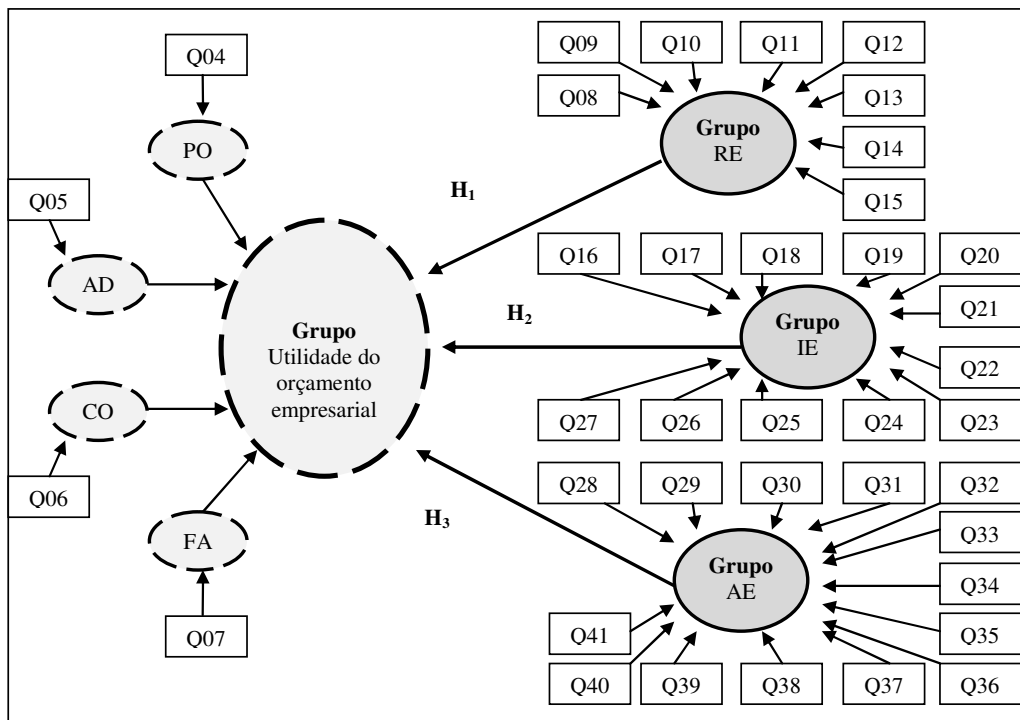 Q04
PO
Q05
AD
CO
Q06
FA
Q07
Grupo
Utilidade do
orçamento
empresarial
H1
H2
H3
Q09
Q10
Q11
Q12
Q08
Q13
Grupo
RE
Q14
Q15
Q16
Q17
Q18
Q19
Q20
Q21
Grupo
IE
Q22
Q27
Q26
Q25
Q24
Q23
Q28
Q29
Q30
Q31
Q32
Q33
Grupo
AE
Q34
Q41
Q35
Q40
Q39
Q38
Q37
Q36